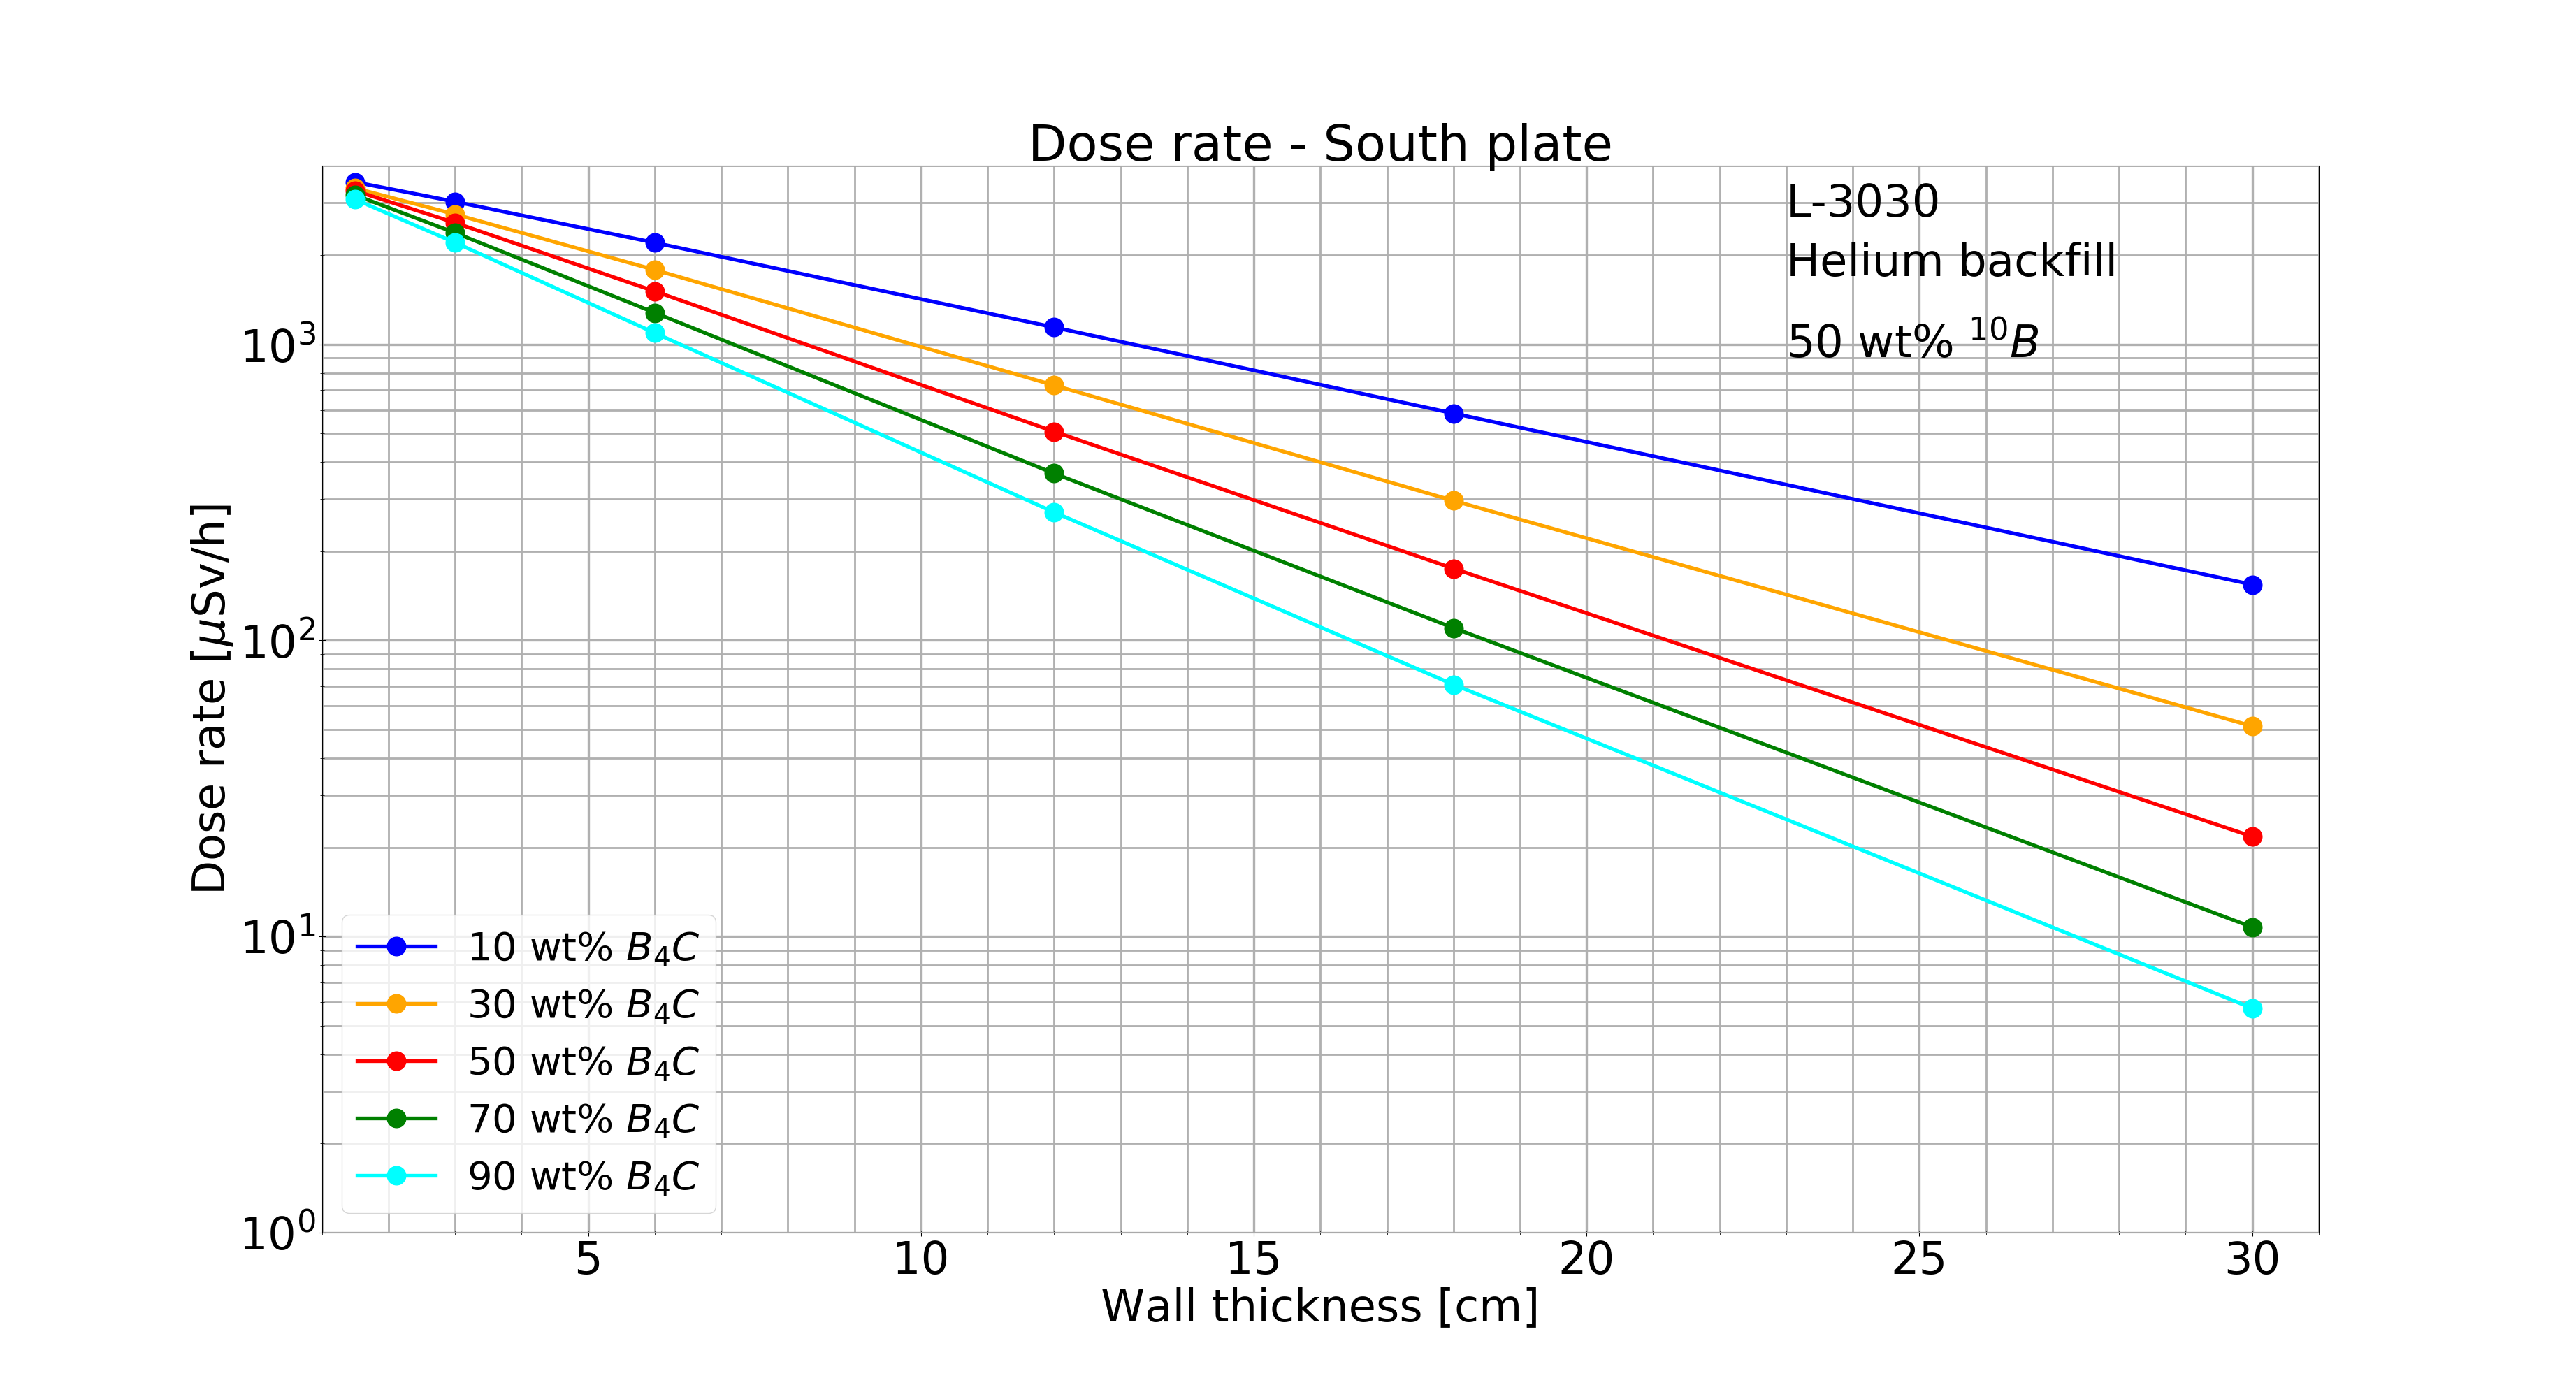 Dose rate - South plate
L-3030
Helium backfill
50 wt% ¹⁰B
Dose rate [μSv/h]
10³
10²
10¹
10⁰
10 wt% B₄C
30 wt% B₄C
50 wt% B₄C
70 wt% B₄C
90 wt% B₄C
5 10 15 20 25 30
Wall thickness [cm]